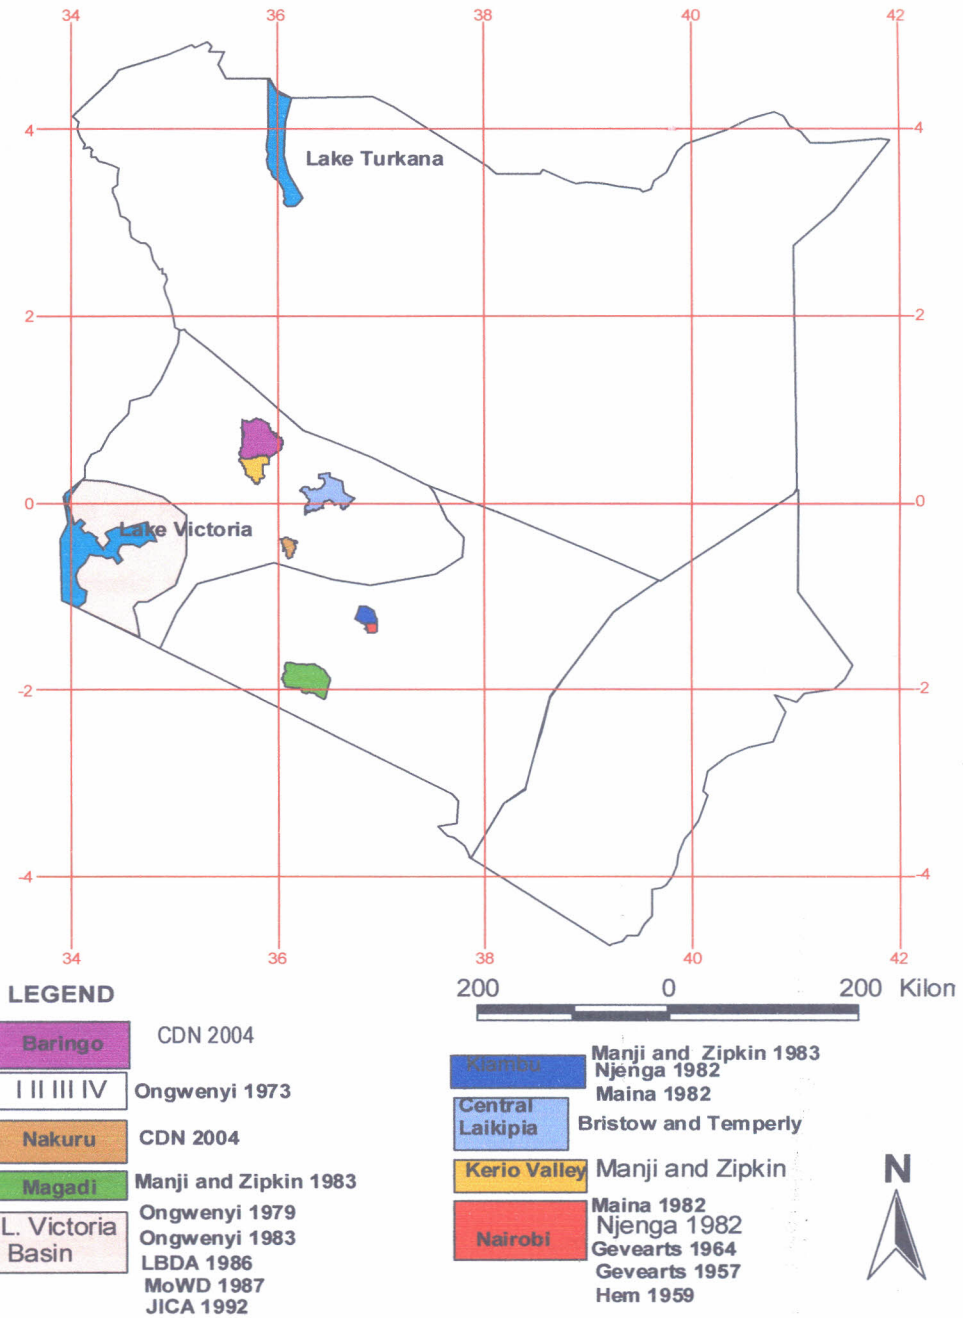 34 36 38 40 42
4 4
Lake Turkana
2 2
0 0
Lake Victoria
-2 -2
-4 -4
34 36 38 40 42
LEGEND
200 0 200 Kilon
Baringo CDN 2004
I II III IV Ongwenyi 1973
Nakuru CDN 2004
Magadi Manji and Zipkin 1983
L. Victoria
Basin
Ongwenyi 1979
Ongwenyi 1983
LBDA 1986
MoWD 1987
JICA 1992
Kiambu Manji and Zipkin 1983
Njenga 1982
Maina 1982
Central
Laikipia Bristow and Temperly
Kerio Valley Manji and Zipkin
Nairobi
Maina 1982
Njenga 1982
Gevearts 1964
Gevearts 1957
Hem 1959
N